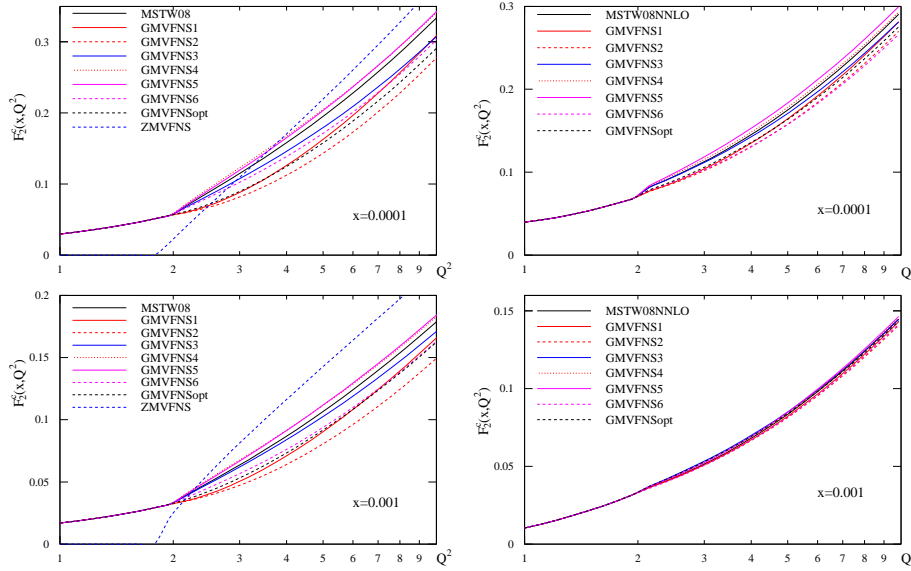 MSTW08
GMVFNS1
GMVFNS2
GMVFNS3
GMVFNS4
GMVFNS5
GMVFNS6
GMVFNSopt
ZMVFNS
F₂ᶜ(x,Q²)
0.3
0.2
0.1
0
x=0.0001
1 2 3 4 5 6 7 8 9 Q²
MSTW08NNLO
GMVFNS1
GMVFNS2
GMVFNS3
GMVFNS4
GMVFNS5
GMVFNS6
GMVFNSopt
F₂ᶜ(x,Q²)
0.3
0.2
0.1
0
x=0.0001
1 2 3 4 5 6 7 8 9 Q
MSTW08
GMVFNS1
GMVFNS2
GMVFNS3
GMVFNS4
GMVFNS5
GMVFNS6
GMVFNSopt
ZMVFNS
F₂ᶜ(x,Q²)
0.2
0.15
0.1
0.05
0
x=0.001
1 2 3 4 5 6 7 8 9 Q²
MSTW08NNLO
GMVFNS1
GMVFNS2
GMVFNS3
GMVFNS4
GMVFNS5
GMVFNS6
GMVFNSopt
F₂ᶜ(x,Q²)
0.15
0.1
0.05
0
x=0.001
1 2 3 4 5 6 7 8 9 Q